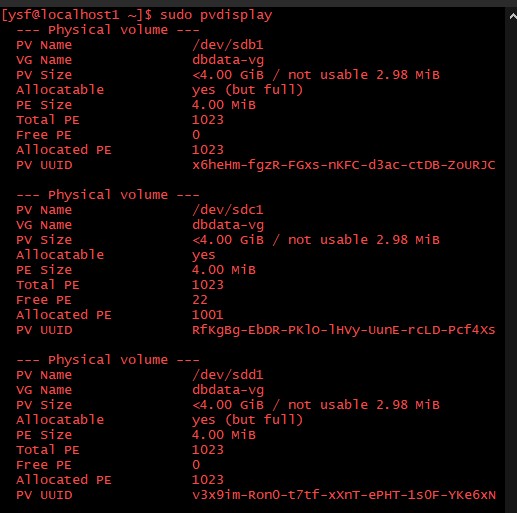 [ysf@localhost1 ~]$ sudo pvdisplay
--- Physical volume ---
PV Name               /dev/sdb1
VG Name               dbdata-vg
PV Size               <4.00 GiB / not usable 2.98 MiB
Allocatable           yes (but full)
PE Size               4.00 MiB
Total PE              1023
Free PE               0
Allocated PE          1023
PV UUID               x6heHm-fgzR-FGxs-nKFC-d3ac-ctDB-ZoURJC
--- Physical volume ---
PV Name               /dev/sdc1
VG Name               dbdata-vg
PV Size               <4.00 GiB / not usable 2.98 MiB
Allocatable           yes
PE Size               4.00 MiB
Total PE              1023
Free PE               22
Allocated PE          1001
PV UUID               RfKgBg-EbDR-PKlO-lHVy-UunE-rcLD-Pcf4Xs
--- Physical volume ---
PV Name               /dev/sdd1
VG Name               dbdata-vg
PV Size               <4.00 GiB / not usable 2.98 MiB
Allocatable           yes (but full)
PE Size               4.00 MiB
Total PE              1023
Free PE               0
Allocated PE          1023
PV UUID               v3x9im-RonO-t7tf-xXnT-ePHT-1sOF-YKe6xN